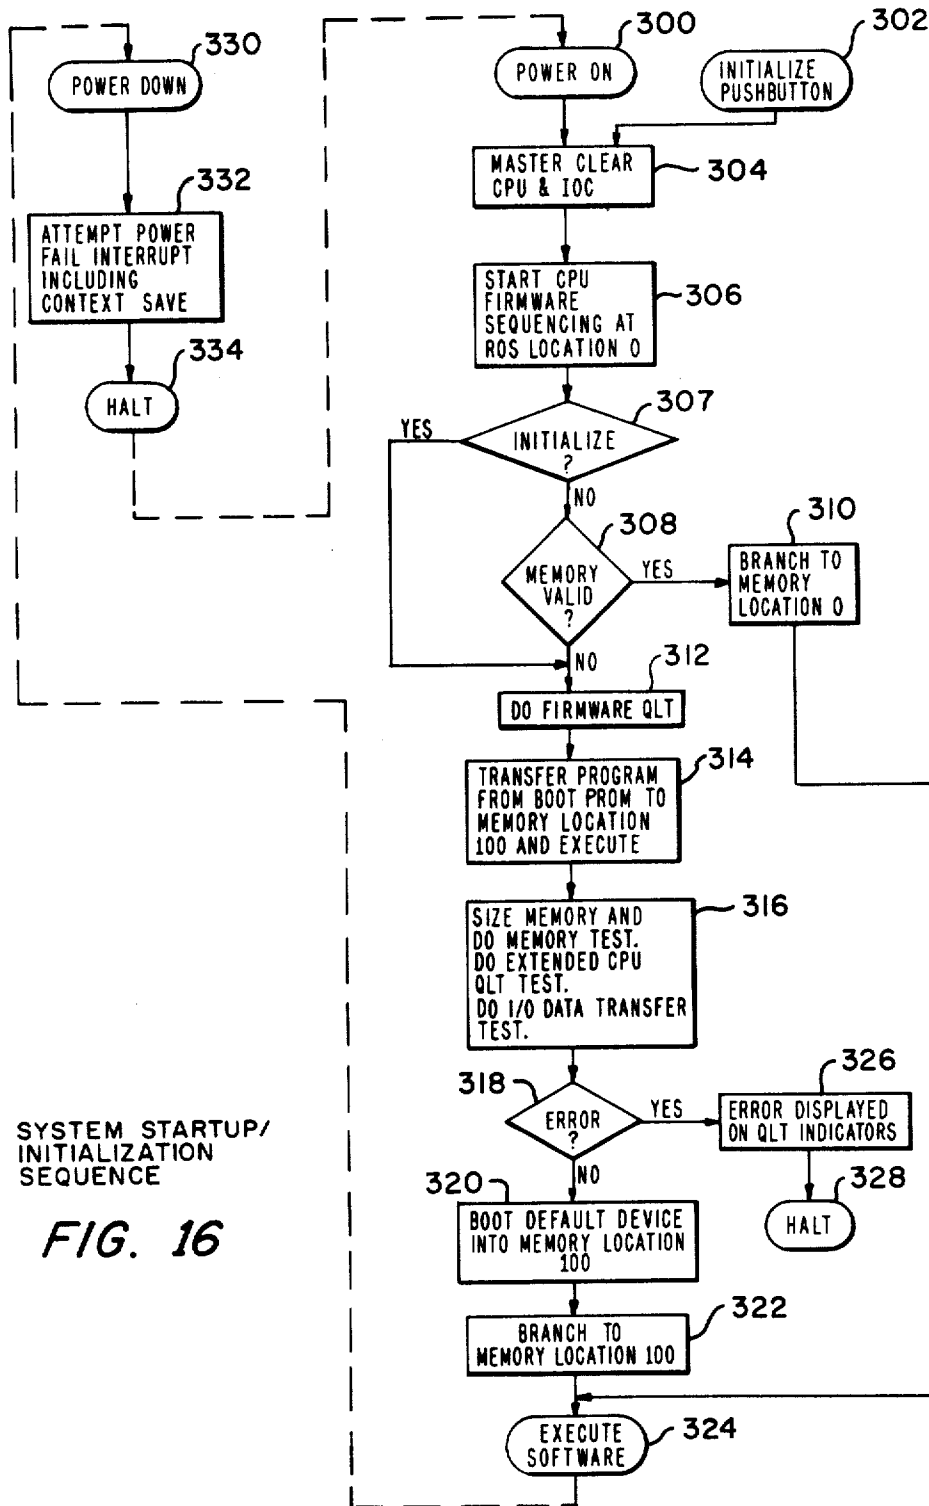 330
POWER DOWN
332
ATTEMPT POWER
FAIL INTERRUPT
INCLUDING
CONTEXT SAVE
334
HALT
300
POWER ON
302
INITIALIZE
PUSHBUTTON
304
MASTER CLEAR
CPU & IOC
306
START CPU
FIRMWARE
SEQUENCING AT
ROS LOCATION 0
307
YES
INITIALIZE
?
NO
308
MEMORY
VALID
?
YES
310
BRANCH TO
MEMORY
LOCATION 0
NO
312
DO FIRMWARE QLT
314
TRANSFER PROGRAM
FROM BOOT PROM TO
MEMORY LOCATION
100 AND EXECUTE
316
SIZE MEMORY AND
DO MEMORY TEST.
DO EXTENDED CPU
QLT TEST.
DO I/O DATA TRANSFER
TEST.
318
ERROR
?
YES
326
ERROR DISPLAYED
ON QLT INDICATORS
328
HALT
NO
320
BOOT DEFAULT DEVICE
INTO MEMORY LOCATION
100
322
BRANCH TO
MEMORY LOCATION 100
324
EXECUTE
SOFTWARE
SYSTEM STARTUP/
INITIALIZATION
SEQUENCE
FIG. 16